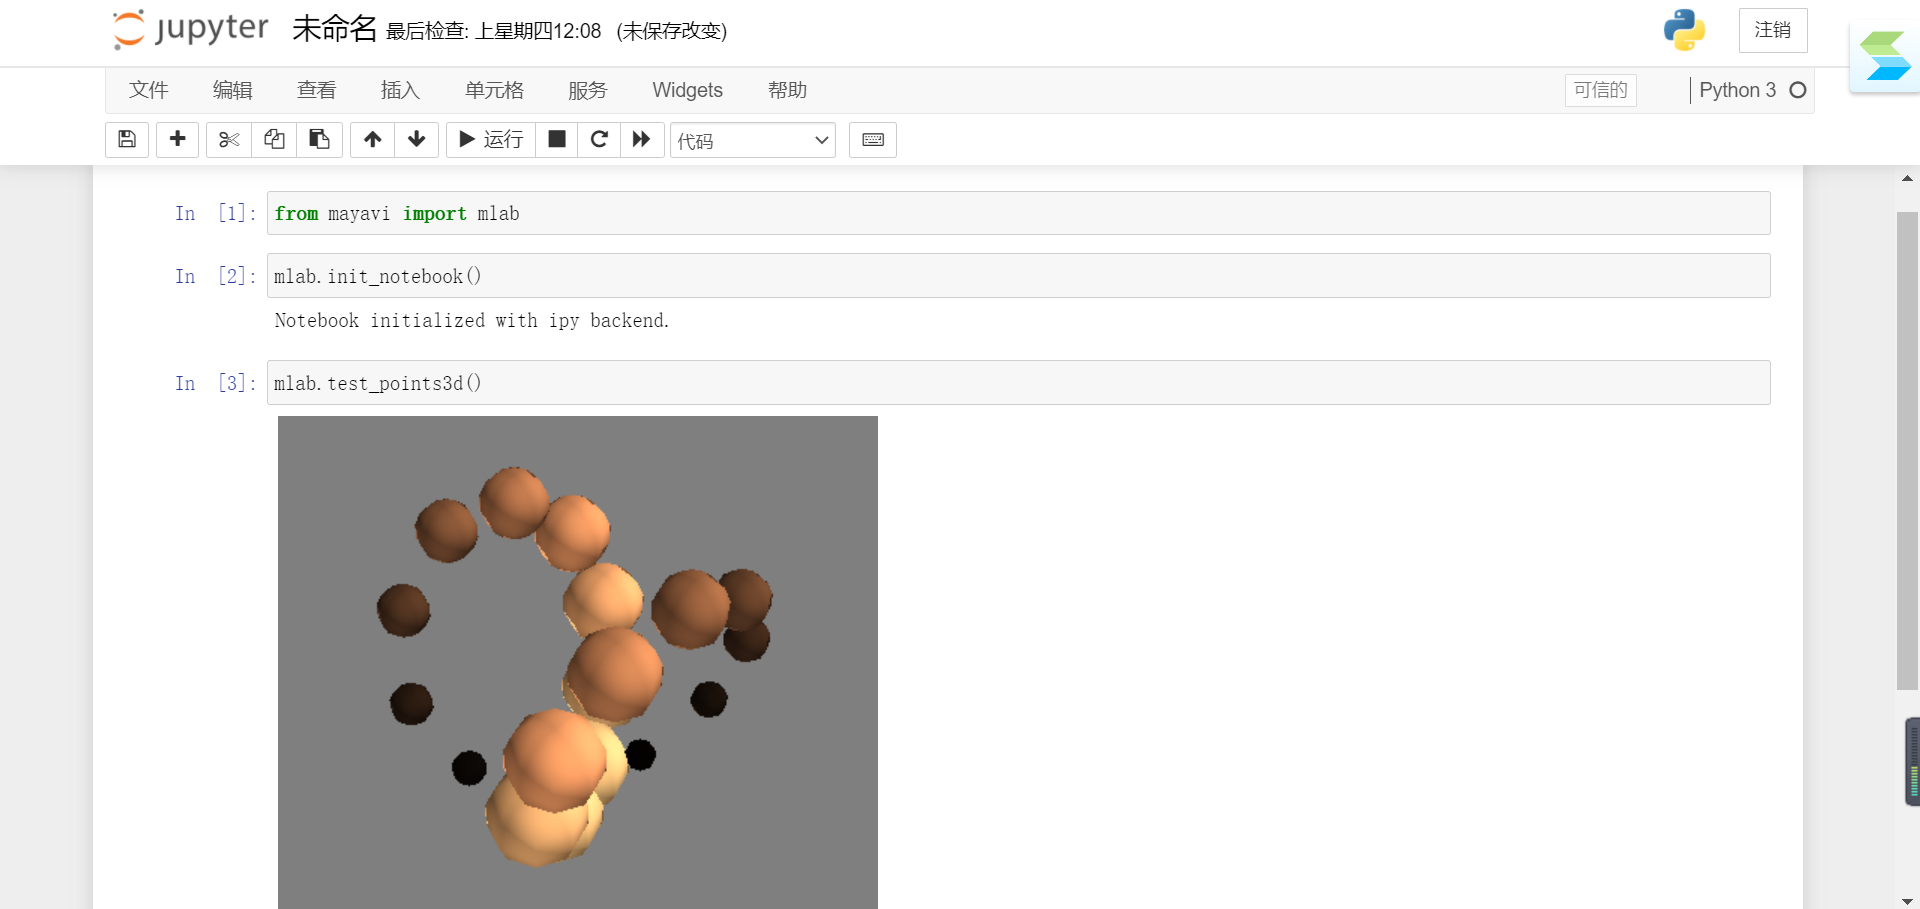 jupyter 未命名 最后检查: 上星期四12:08 (未保存改变) 注销
文件 编辑 查看 插入 单元格 服务 Widgets 帮助 可信的 Python 3
运行 代码
In [1]: from mayavi import mlab
In [2]: mlab.init_notebook()
Notebook initialized with ipy backend.
In [3]: mlab.test_points3d()